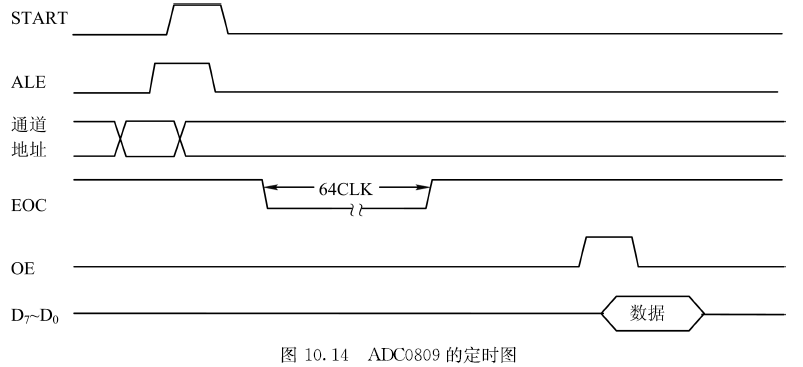 START
ALE
通道
地址
EOC
64CLK
OE
D₇~D₀
数据
图 10.14 ADC0809 的定时图